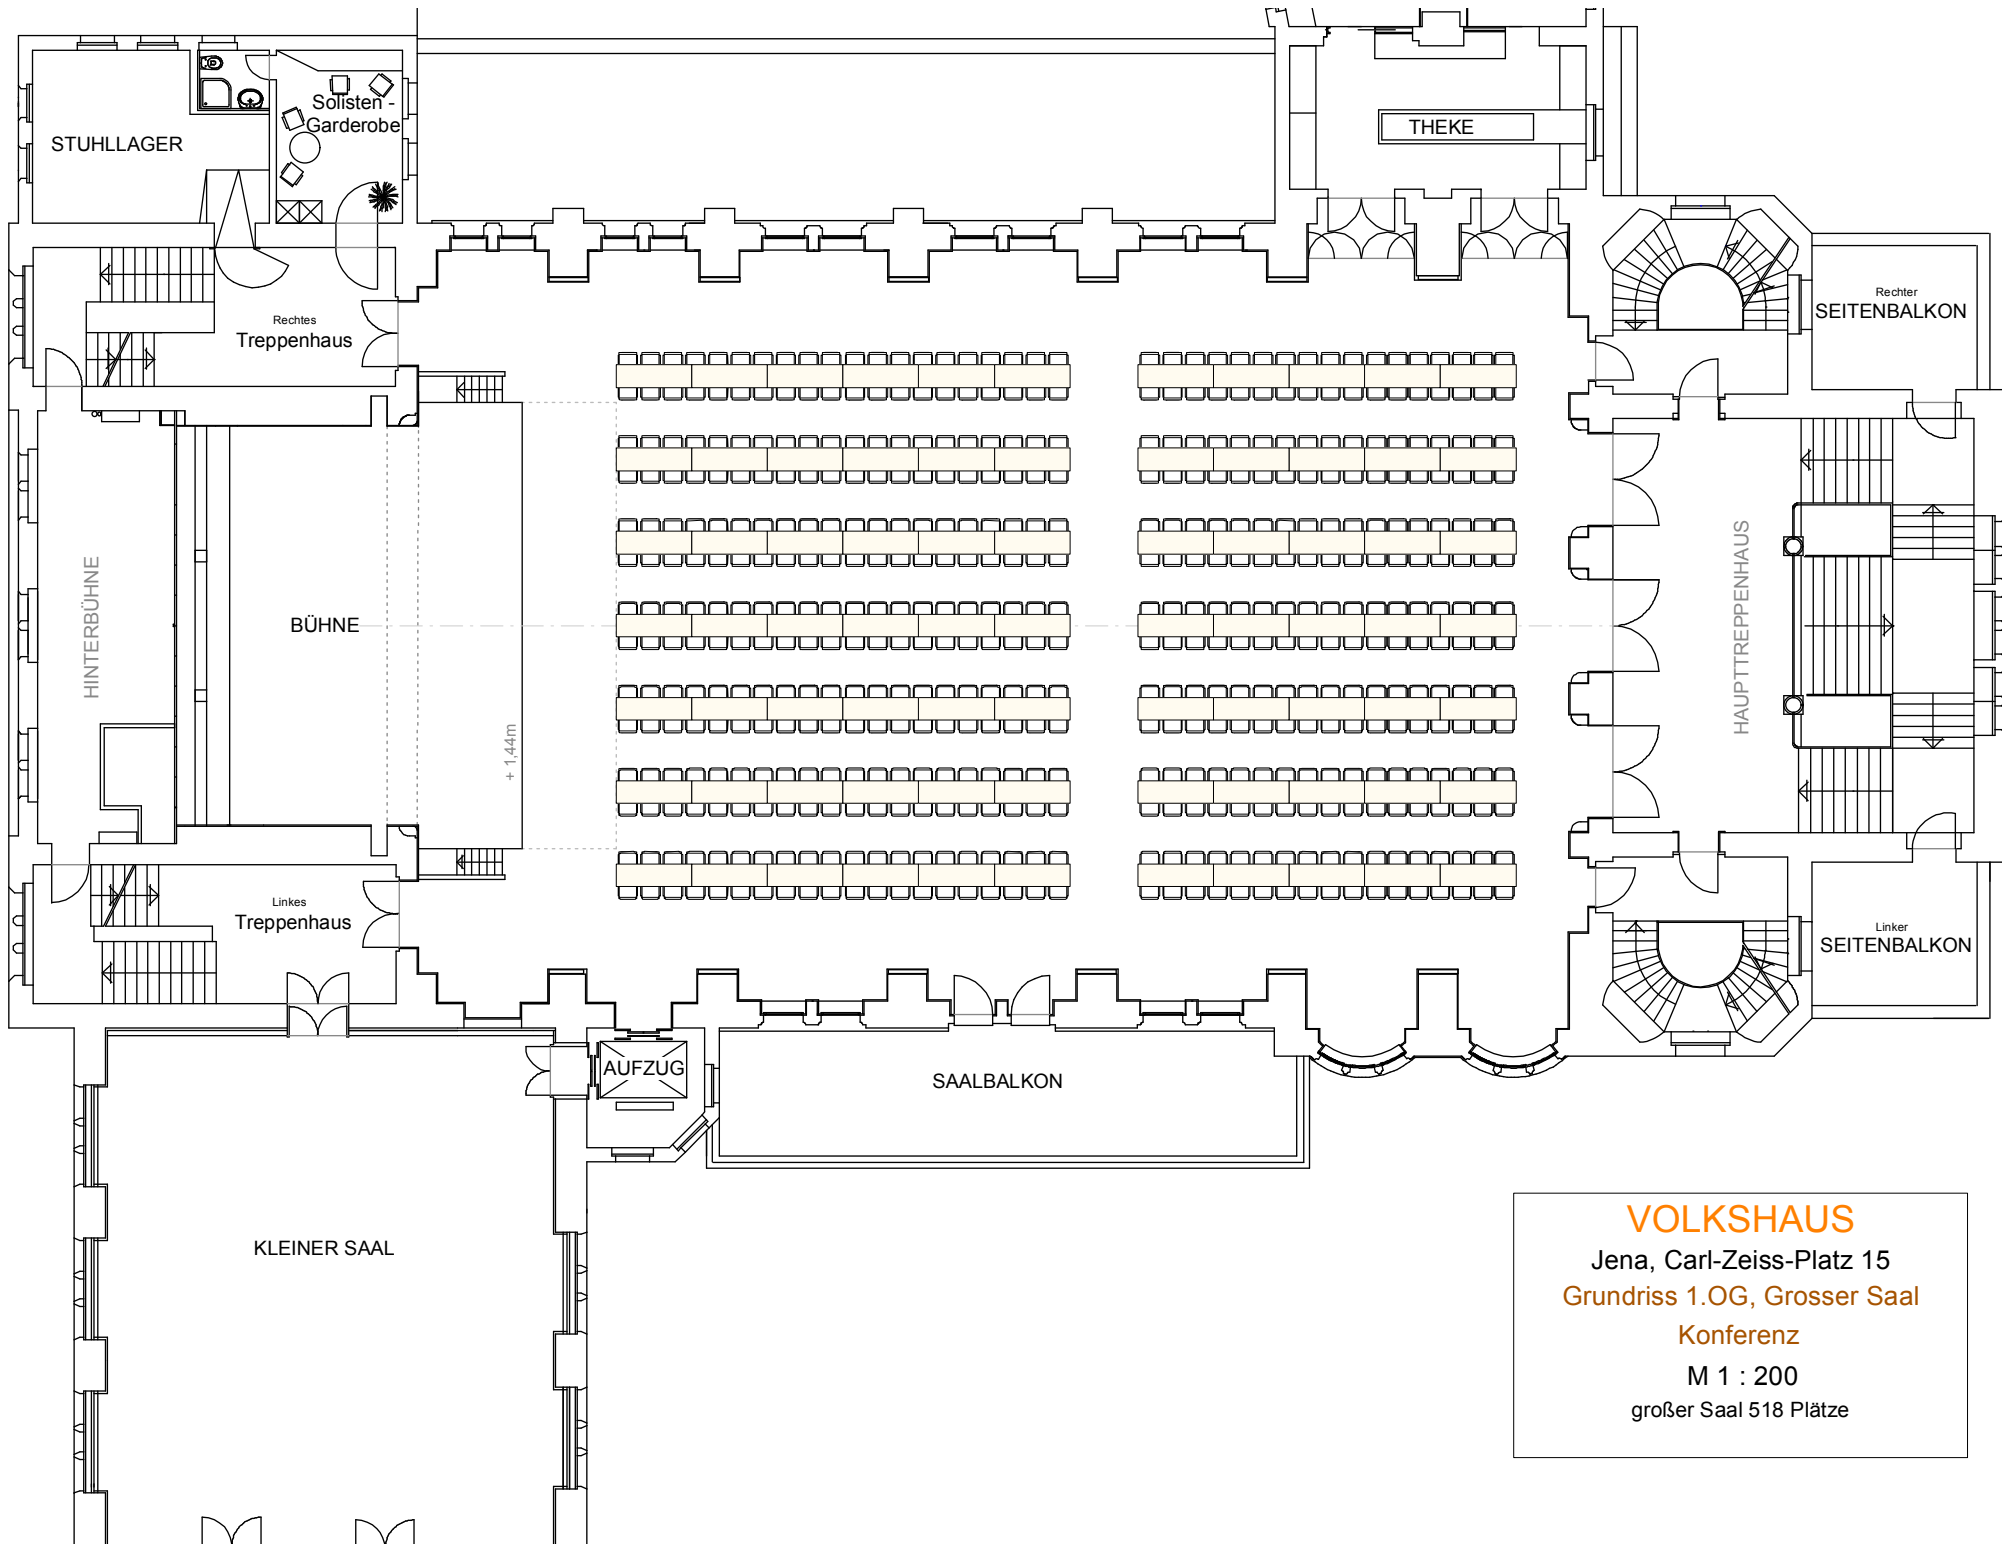 Solisten -
Garderobe
STUHLLAGER
THEKE
Rechtes
Treppenhaus
Rechter
SEITENBALKON
HINTERBÜHNE
BÜHNE
+ 1,44m
HAUPTTREPPENHAUS
Linkes
Treppenhaus
Linker
SEITENBALKON
AUFZUG
SAALBALKON
KLEINER SAAL
VOLKSHAUS
Jena, Carl-Zeiss-Platz 15
Grundriss 1.OG, Grosser Saal
Konferenz
M 1 : 200
großer Saal 518 Plätze